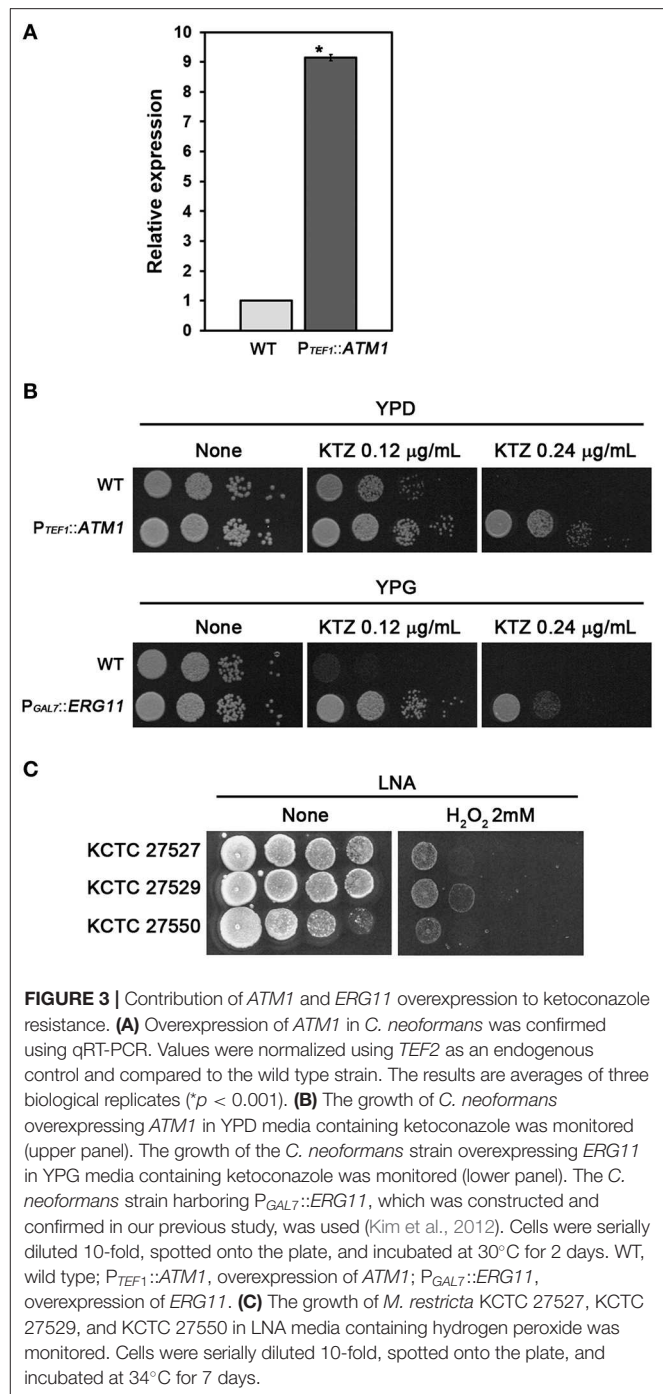 A
Relative expression
10
9
8
7
6
5
4
3
2
1
0
*
WT P_TEF1::ATM1
B
YPD
None KTZ 0.12 μg/mL KTZ 0.24 μg/mL
WT
P_TEF1::ATM1
YPG
None KTZ 0.12 μg/mL KTZ 0.24 μg/mL
WT
P_GAL7::ERG11
C
LNA
None H₂O₂ 2mM
KCTC 27527
KCTC 27529
KCTC 27550
FIGURE 3 | Contribution of ATM1 and ERG11 overexpression to ketoconazole
resistance. (A) Overexpression of ATM1 in C. neoformans was confirmed
using qRT-PCR. Values were normalized using TEF2 as an endogenous
control and compared to the wild type strain. The results are averages of three
biological replicates (*p < 0.001). (B) The growth of C. neoformans
overexpressing ATM1 in YPD media containing ketoconazole was monitored
(upper panel). The growth of the C. neoformans strain overexpressing ERG11
in YPG media containing ketoconazole was monitored (lower panel). The C.
neoformans strain harboring P_GAL7::ERG11, which was constructed and
confirmed in our previous study, was used (Kim et al., 2012). Cells were serially
diluted 10-fold, spotted onto the plate, and incubated at 30°C for 2 days. WT,
wild type; P_TEF1::ATM1, overexpression of ATM1; P_GAL7::ERG11,
overexpression of ERG11. (C) The growth of M. restricta KCTC 27527, KCTC
27529, and KCTC 27550 in LNA media containing hydrogen peroxide was
monitored. Cells were serially diluted 10-fold, spotted onto the plate, and
incubated at 34°C for 7 days.